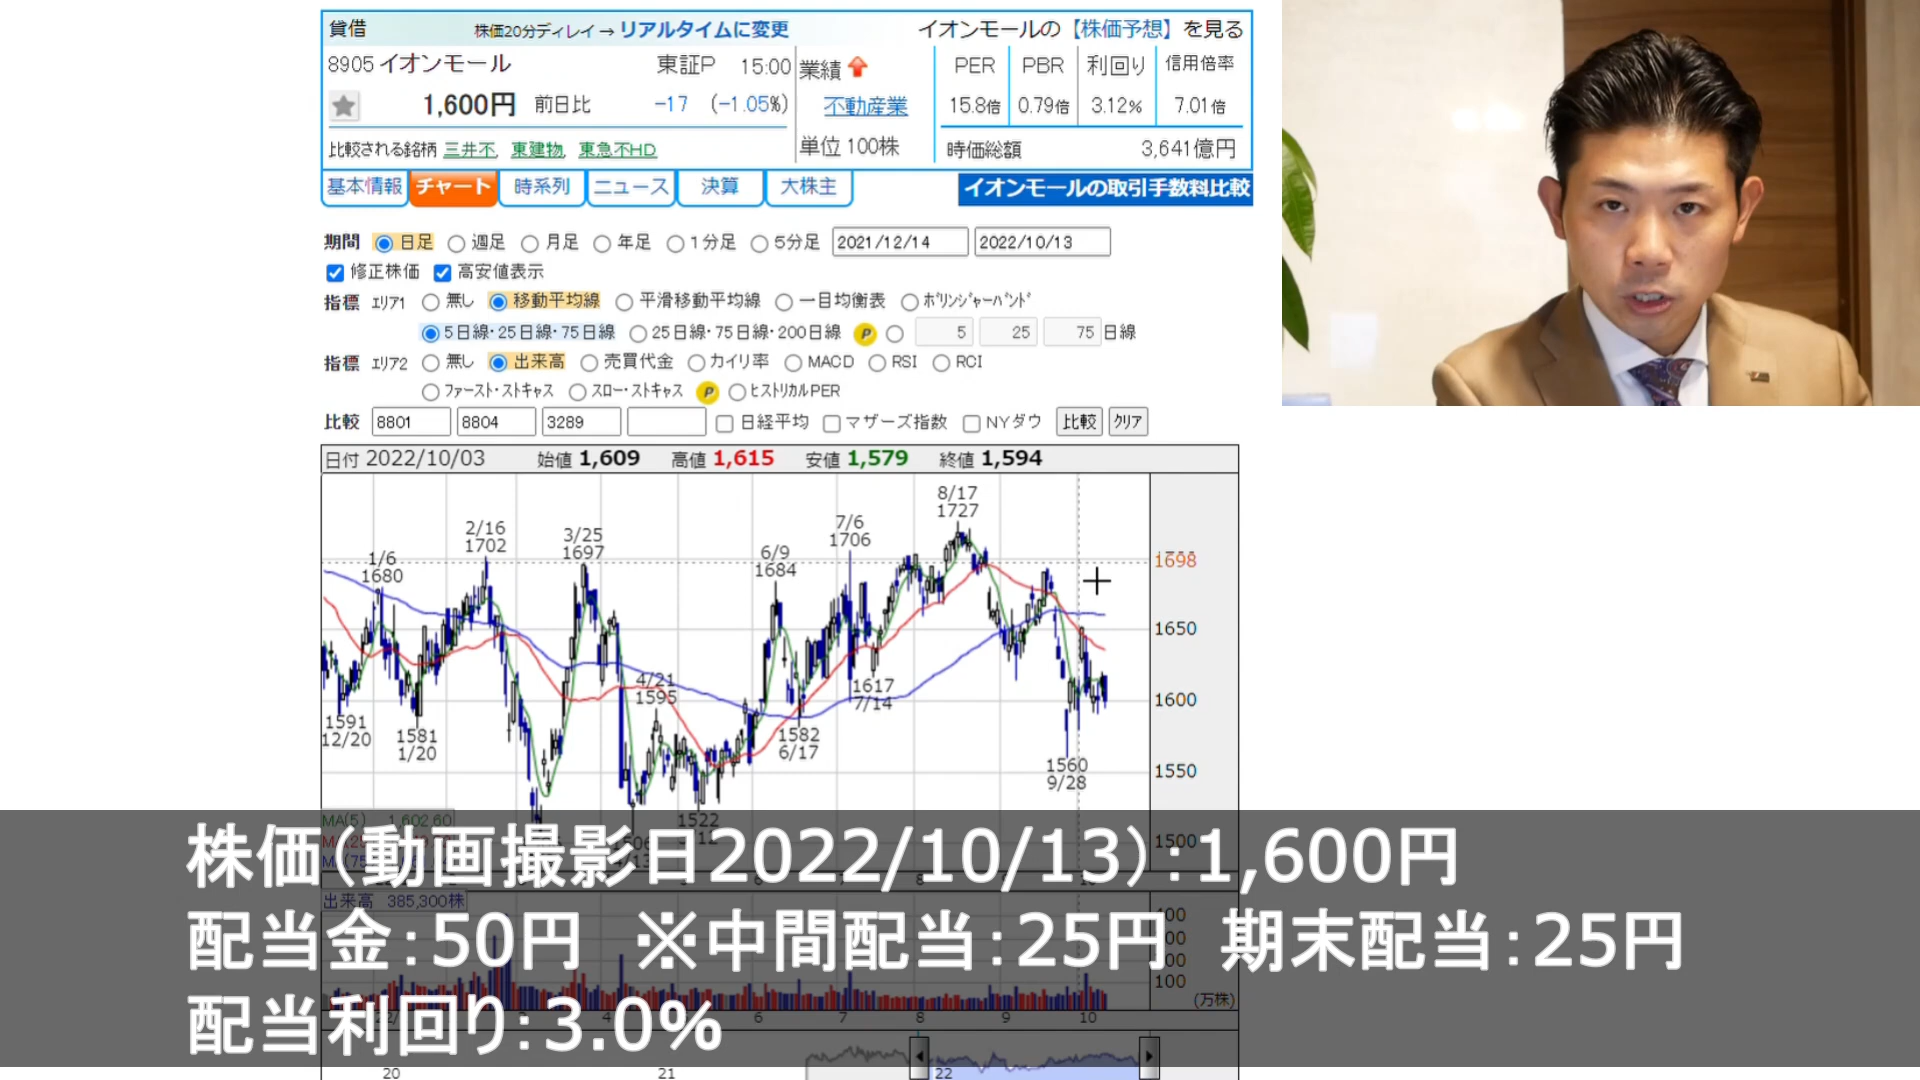 貸借 株価20分ディレイ→リアルタイムに変更 イオンモールの【株価予想】を見る
8905 イオンモール 東証P 15:00 業績 PER PBR 利回り 信用倍率
1,600円 前日比 -17 (-1.05%) 不動産業 15.8倍 0.79倍 3.12% 7.01倍
比較される銘柄 三井不, 東建物, 東急不HD 単位 100株 時価総額 3,641億円
基本情報 チャート 時系列 ニュース 決算 大株主 イオンモールの取引手数料比較
期間 日足 週足 月足 年足 1分足 5分足 2021/12/14 2022/10/13
修正株価 高安値表示
指標 エリア1 無し 移動平均線 平滑移動平均線 一目均衡表 ボリンジャーバンド
5日線・25日線・75日線 25日線・75日線・200日線 P 5 25 75 日線
指標 エリア2 無し 出来高 売買代金 カイリ率 MACD RSI RCI
ファースト・ストキャス スロー・ストキャス P ヒストリカルPER
比較 8801 8804 3289 日経平均 マザーズ指数 NYダウ 比較 クリア
日付 2022/10/03 始値 1,609 高値 1,615 安値 1,579 終値 1,594
8/17
1727
2/16
1702
3/25
1697
7/6
1706
1/6
1680
6/9
1684
1698
1650
4/21
1595
1617
7/14
1600
1591
12/20
1581
1/20
1582
6/17
1560
9/28
1550
MA(5) 1,602.60
1522
1500
株価(動画撮影日2022/10/13):1,600円
出来高 385,300株
配当金:50円 ※中間配当:25円 期末配当:25円
100
(万株)
配当利回り:3.0%
4 6 7 8 9 10
20 21 22